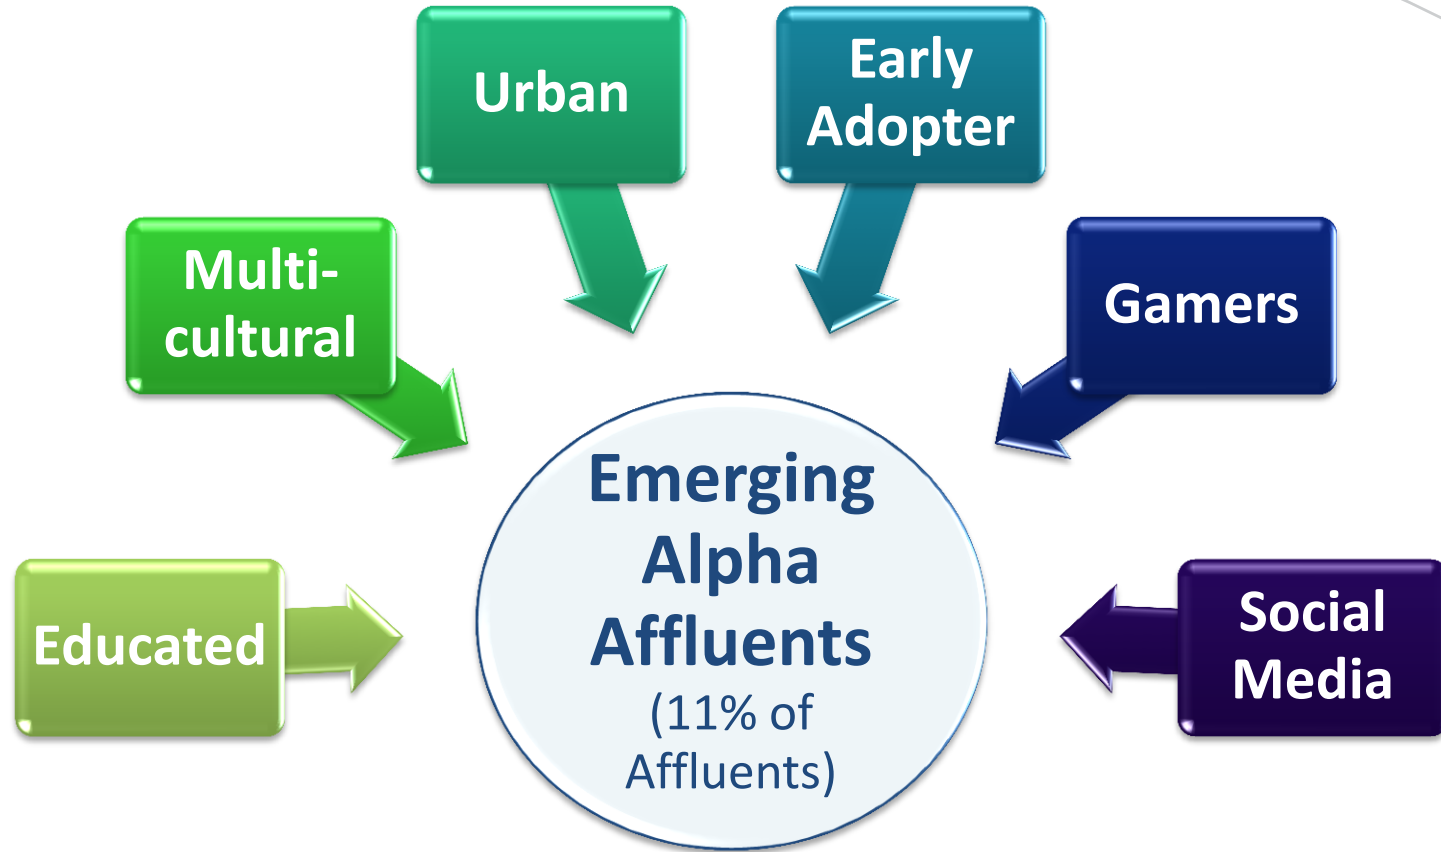 Urban
Early
Adopter
Multi-
cultural
Gamers
Emerging
Alpha
Affluents
(11% of
Affluents)
Educated
Social
Media